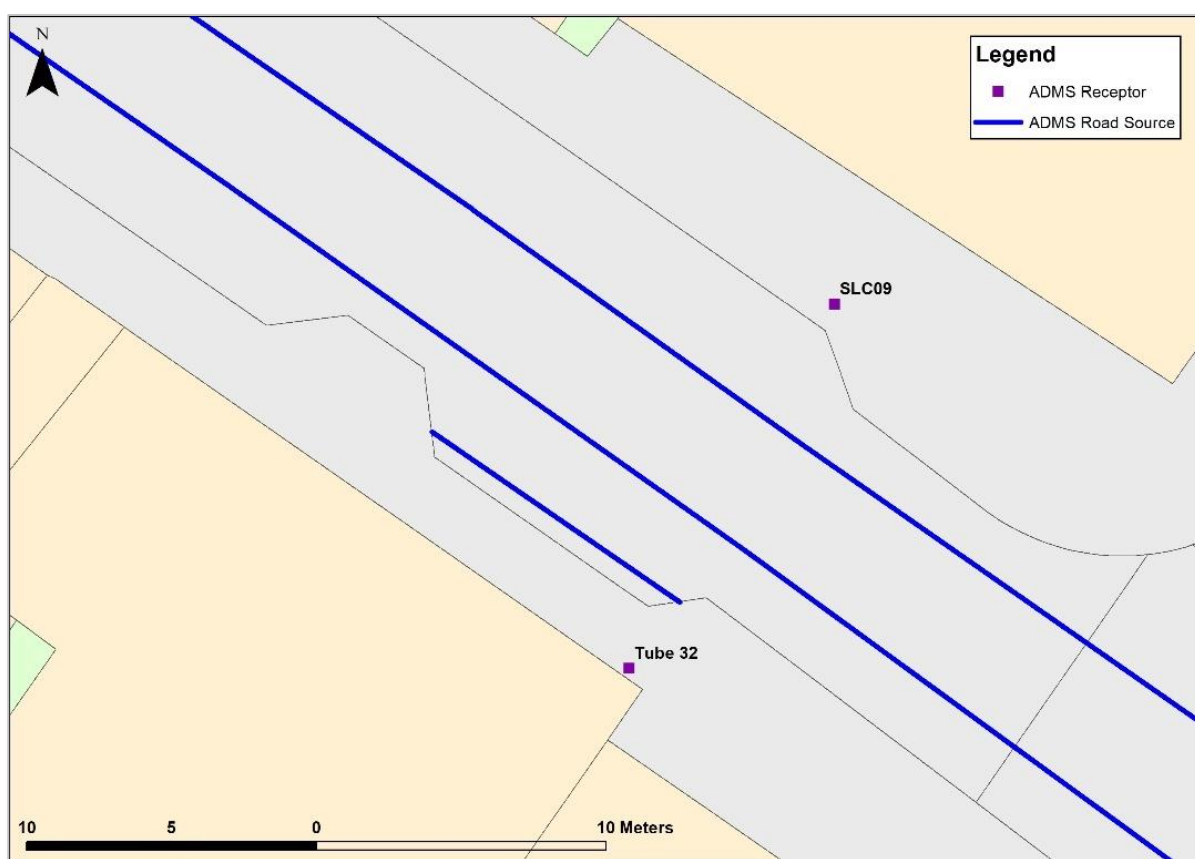 N
Legend
ADMS Receptor
ADMS Road Source
SLC09
Tube 32
10 5 0 10 Meters